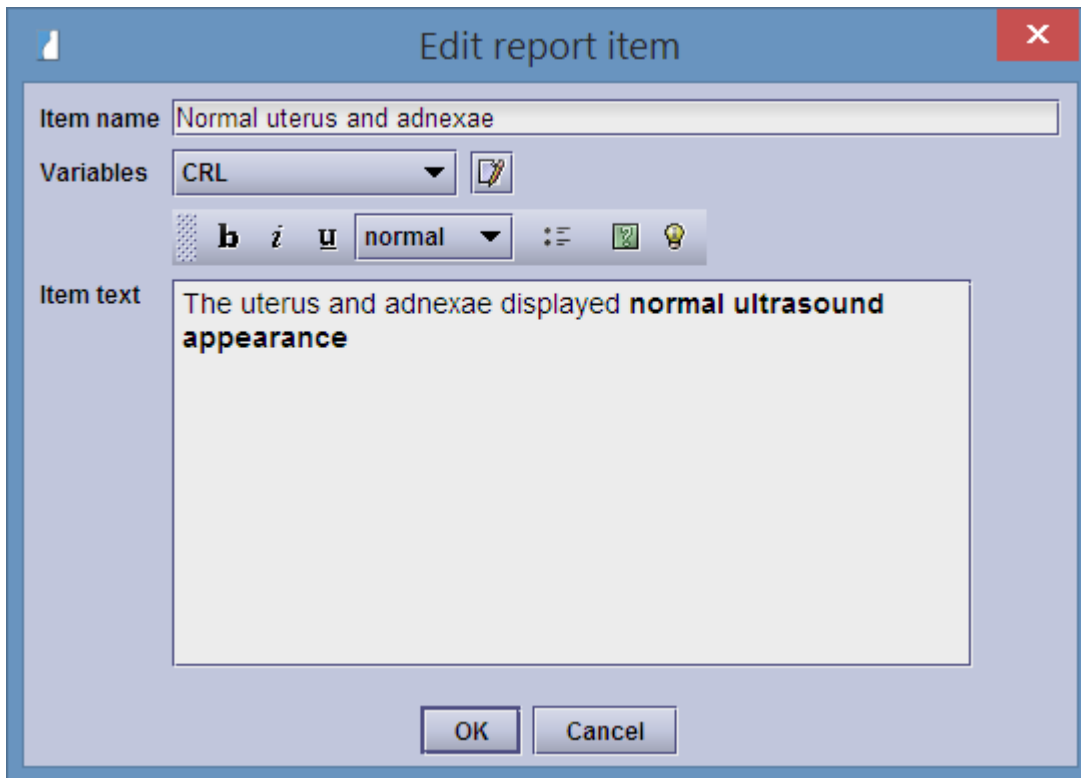 Edit report item
Item name Normal uterus and adnexae
Variables CRL
b i u normal
Item text The uterus and adnexae displayed normal ultrasound
appearance
OK Cancel